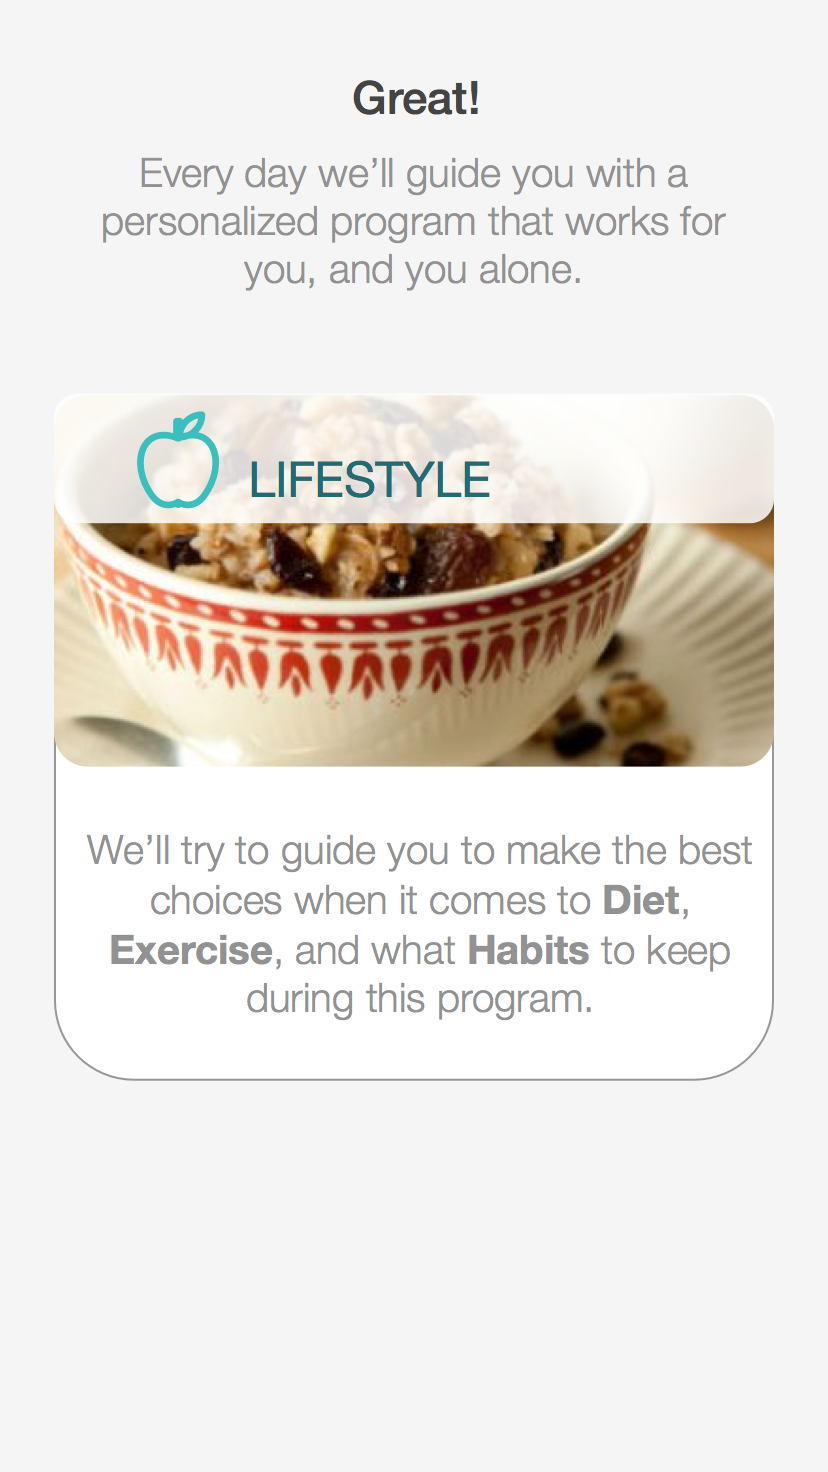 Great!
Every day we’ll guide you with a
personalized program that works for
you, and you alone.
LIFESTYLE
We’ll try to guide you to make the best
choices when it comes to Diet,
Exercise, and what Habits to keep
during this program.